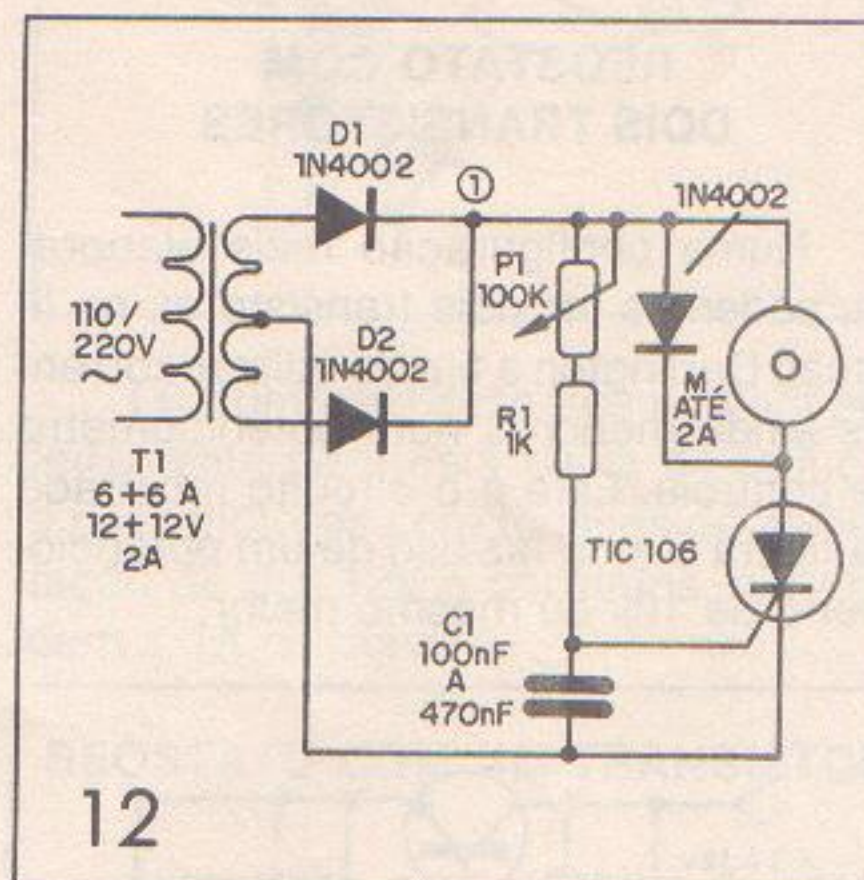 D1
1N4002
①
1N4002
P1
100K
110/
220V
~
D2
1N4002
R1
1K
M
ATÉ
2A
T1
6+6 A
12+12V
2A
TIC 106
C1
100nF
A
470nF
12